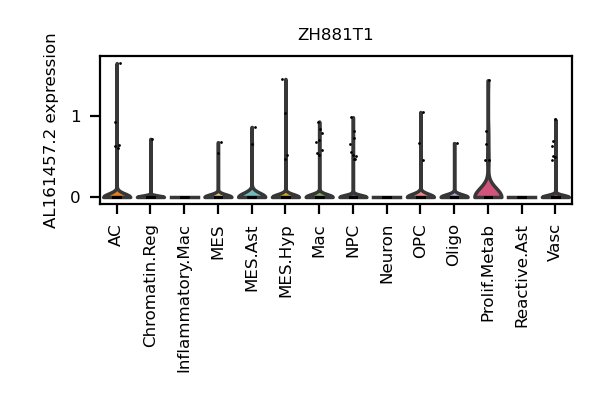 ZH881T1
AL161457.2 expression
1
0
AC
Chromatin.Reg
Inflammatory.Mac
MES
MES.Ast
MES.Hyp
Mac
NPC
Neuron
OPC
Oligo
Prolif.Metab
Reactive.Ast
Vasc